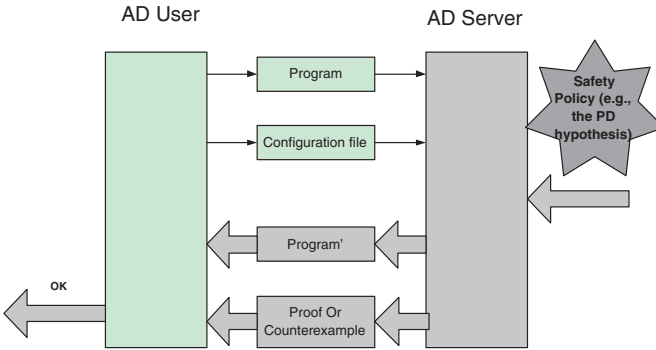 AD User
AD Server
Program
Configuration file
Safety
Policy (e.g.,
the PD
hypothesis)
Program'
OK
Proof Or
Counterexample